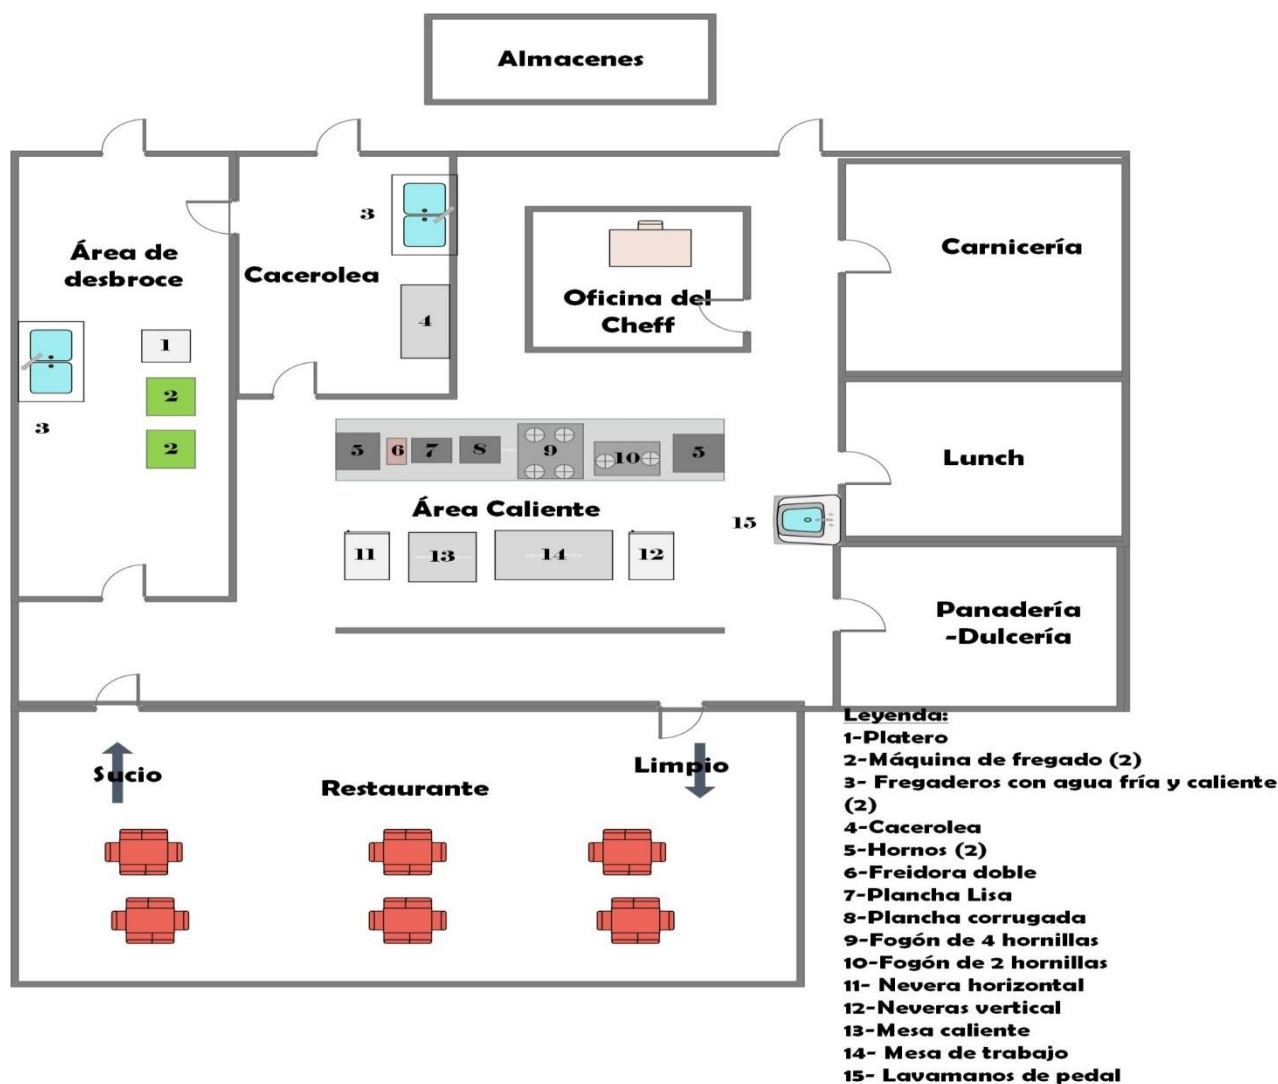 Almacenes
Área de
desbroce
3
Cacerolea
4
Oficina del
Cheff
Carnicería
1
2
2
3
5
6
7
8
9
10
5
Lunch
Área Caliente
15
11
13
14
12
Panadería
-Dulcería
Sucio
Restaurante
Limpio
Leyenda:
1-Platero
2-Máquina de fregado (2)
3- Fregaderos con agua fría y caliente
(2)
4-Cacerolea
5-Hornos (2)
6-Freidora doble
7-Plancha Lisa
8-Plancha corrugada
9-Fogón de 4 hornillas
10-Fogón de 2 hornillas
11- Nevera horizontal
12-Neveras vertical
13-Mesa caliente
14- Mesa de trabajo
15- Lavamanos de pedal